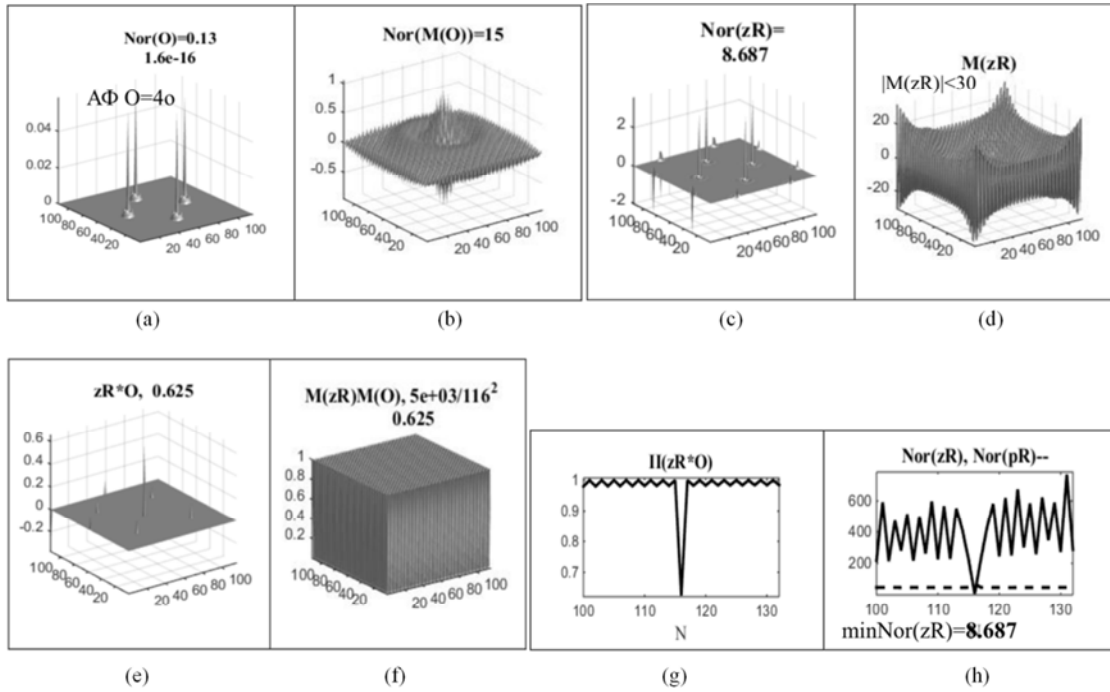 Nor(O)=0.13
1.6e-16
АФ O=4o
0.04
0.02
0
100
80
60
40
20
20 40 60 80 100
(a)
Nor(M(O))=15
1
0.5
0
-0.5
100
80
60
40
20
20 40 60 80 100
(b)
Nor(zR)=
8.687
2
0
-2
100
80
60
40
20
20 40 60 80 100
(c)
M(zR)
|M(zR)|<30
20
0
-20
100
80
60
40
20
20 40 60 80 100
(d)
zR*O, 0.625
0.6
0.4
0.2
0
-0.2
100
80
60
40
20
20 40 60 80 100
(e)
M(zR)M(O), 5e+03/116²
0.625
1
0.8
0.6
0.4
0.2
100
80
60
40
20
20 40 60 80 100
(f)
II(zR*O)
1
0.9
0.8
0.7
100 110 120 130
N
(g)
Nor(zR), Nor(pR)--
600
400
200
100 110 120 130
minNor(zR)=8.687
(h)